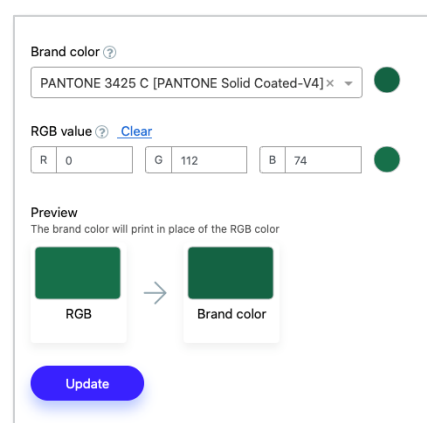 Brand color ?
PANTONE 3425 C [PANTONE Solid Coated-V4] ×
RGB value ? Clear
R 0 G 112 B 74
Preview
The brand color will print in place of the RGB color
RGB Brand color
Update